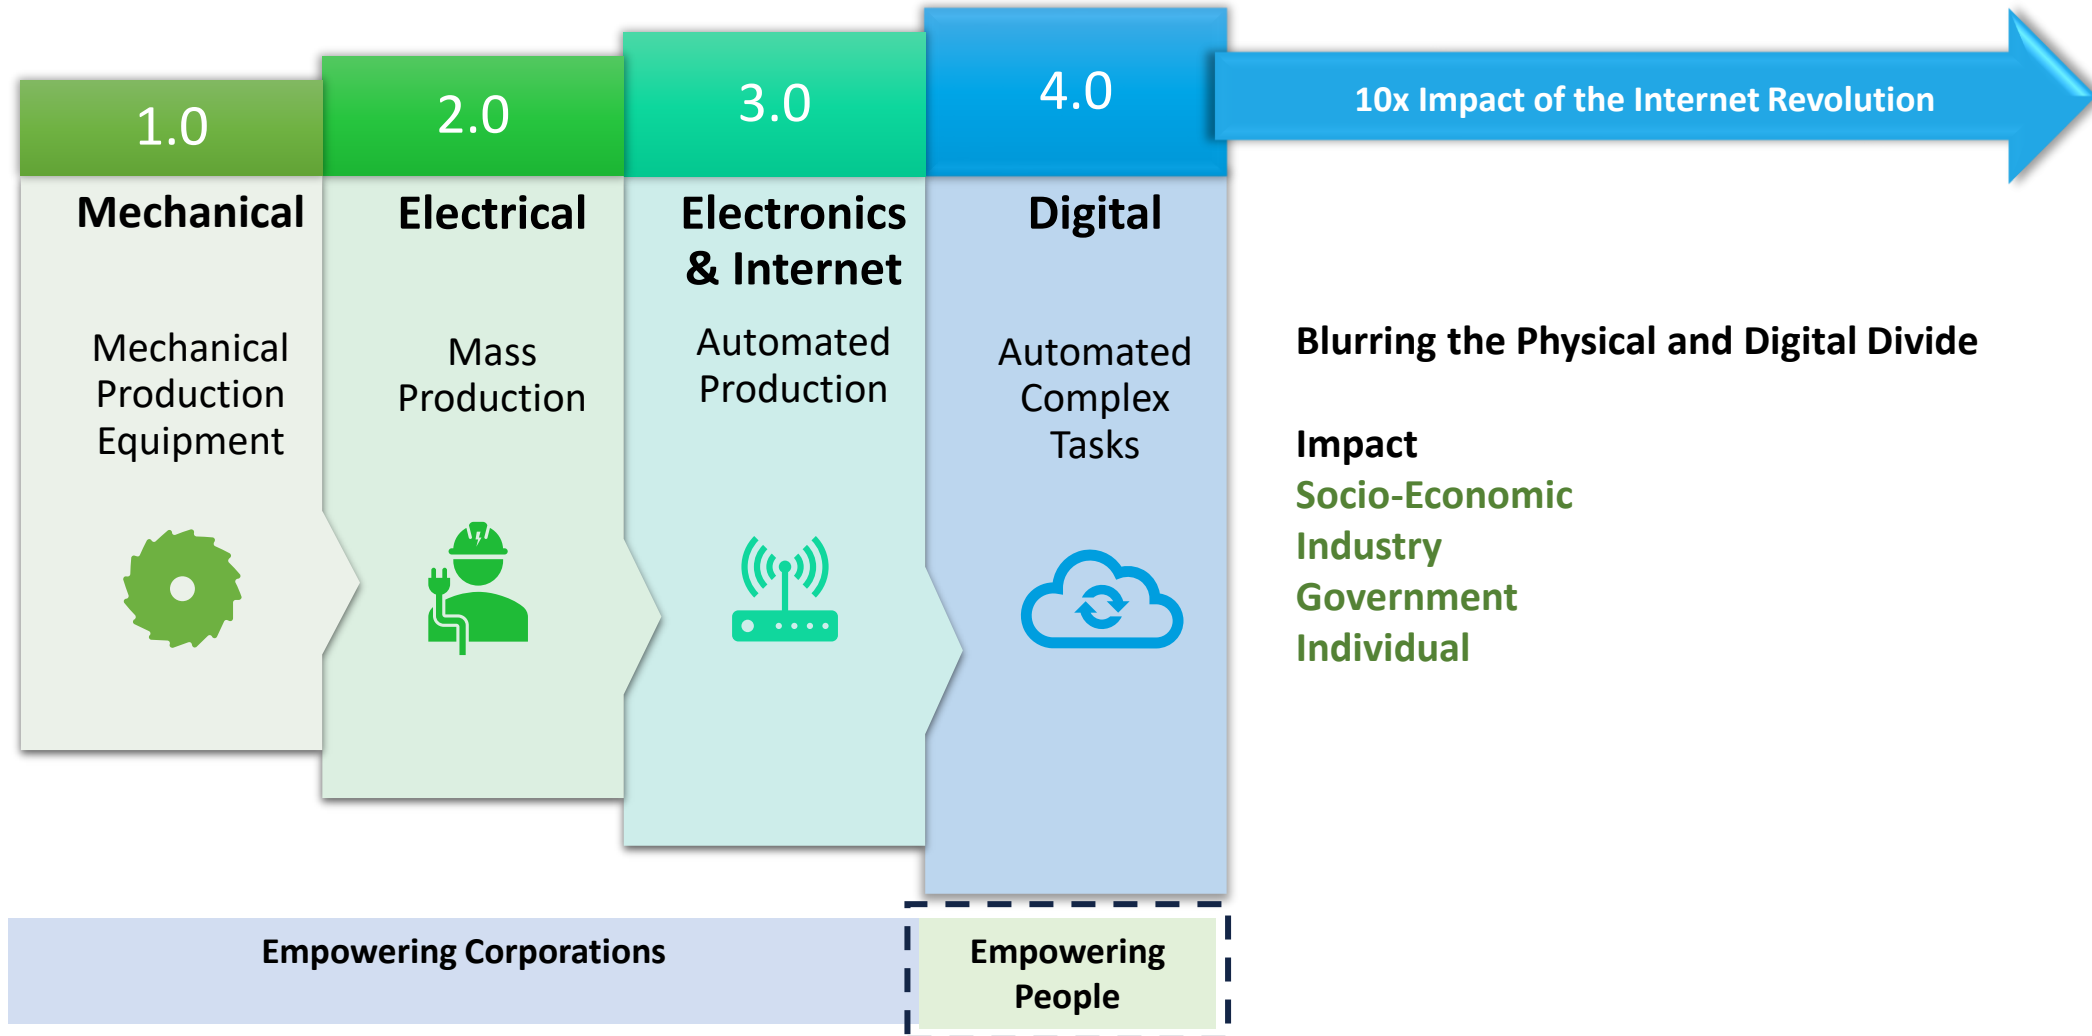 1.0
Mechanical
Mechanical
Production
Equipment
2.0
Electrical
Mass
Production
3.0
Electronics
& Internet
Automated
Production
4.0
Digital
Automated
Complex
Tasks
10x Impact of the Internet Revolution
Blurring the Physical and Digital Divide
Impact
Socio-Economic
Industry
Government
Individual
Empowering Corporations
Empowering
People